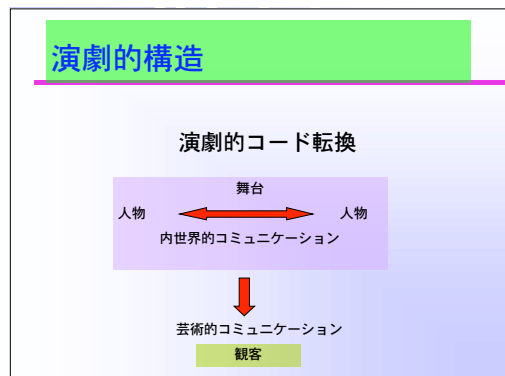 演劇的構造
演劇的コード転換
舞台
人物 人物
内世界的コミュニケーション
芸術的コミュニケーション
観客